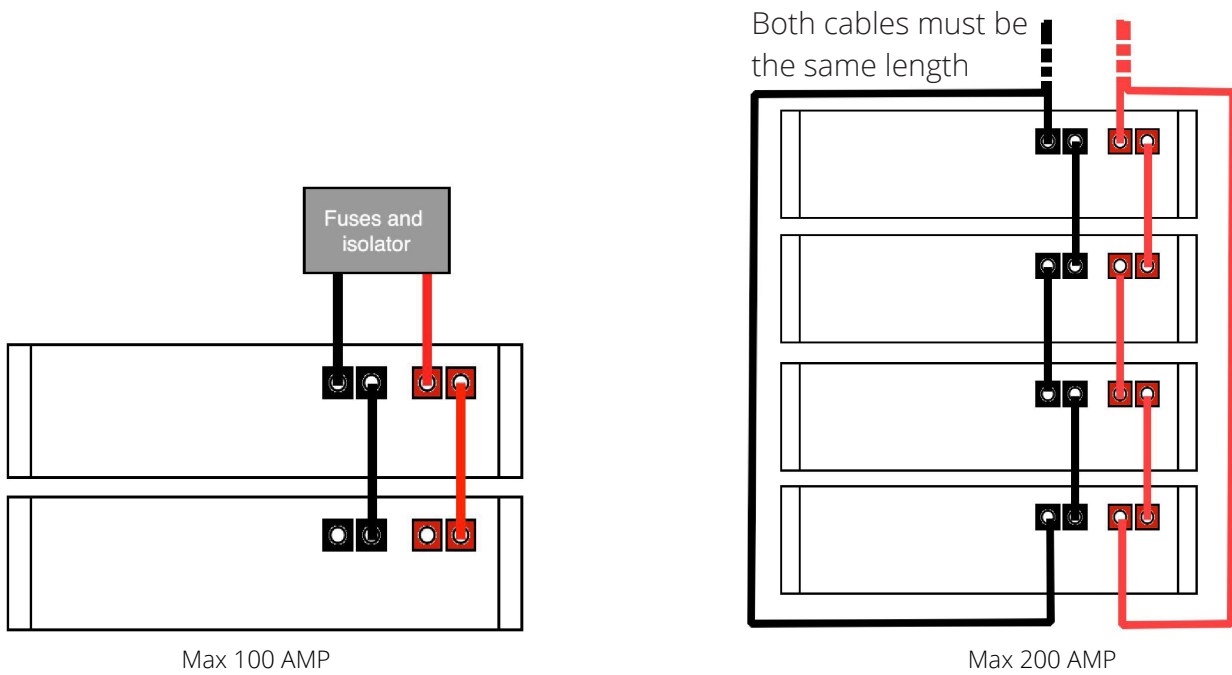 Both cables must be
the same length
Fuses and
isolator
Max 100 AMP
Max 200 AMP